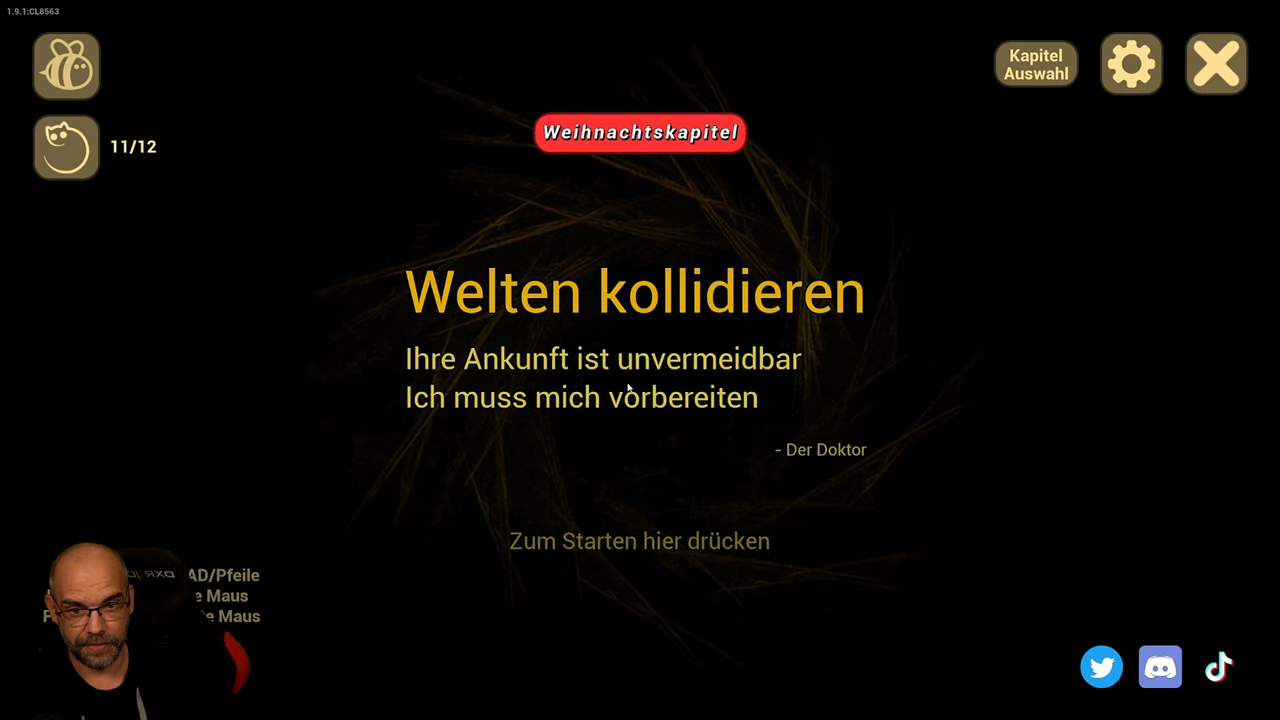 1.9.1:CL8563
Kapitel
Auswahl
11/12
Weihnachtskapitel
Welten kollidieren
Ihre Ankunft ist unvermeidbar
Ich muss mich vorbereiten
- Der Doktor
Zum Starten hier drücken
AD/Pfeile
Maus
Maus